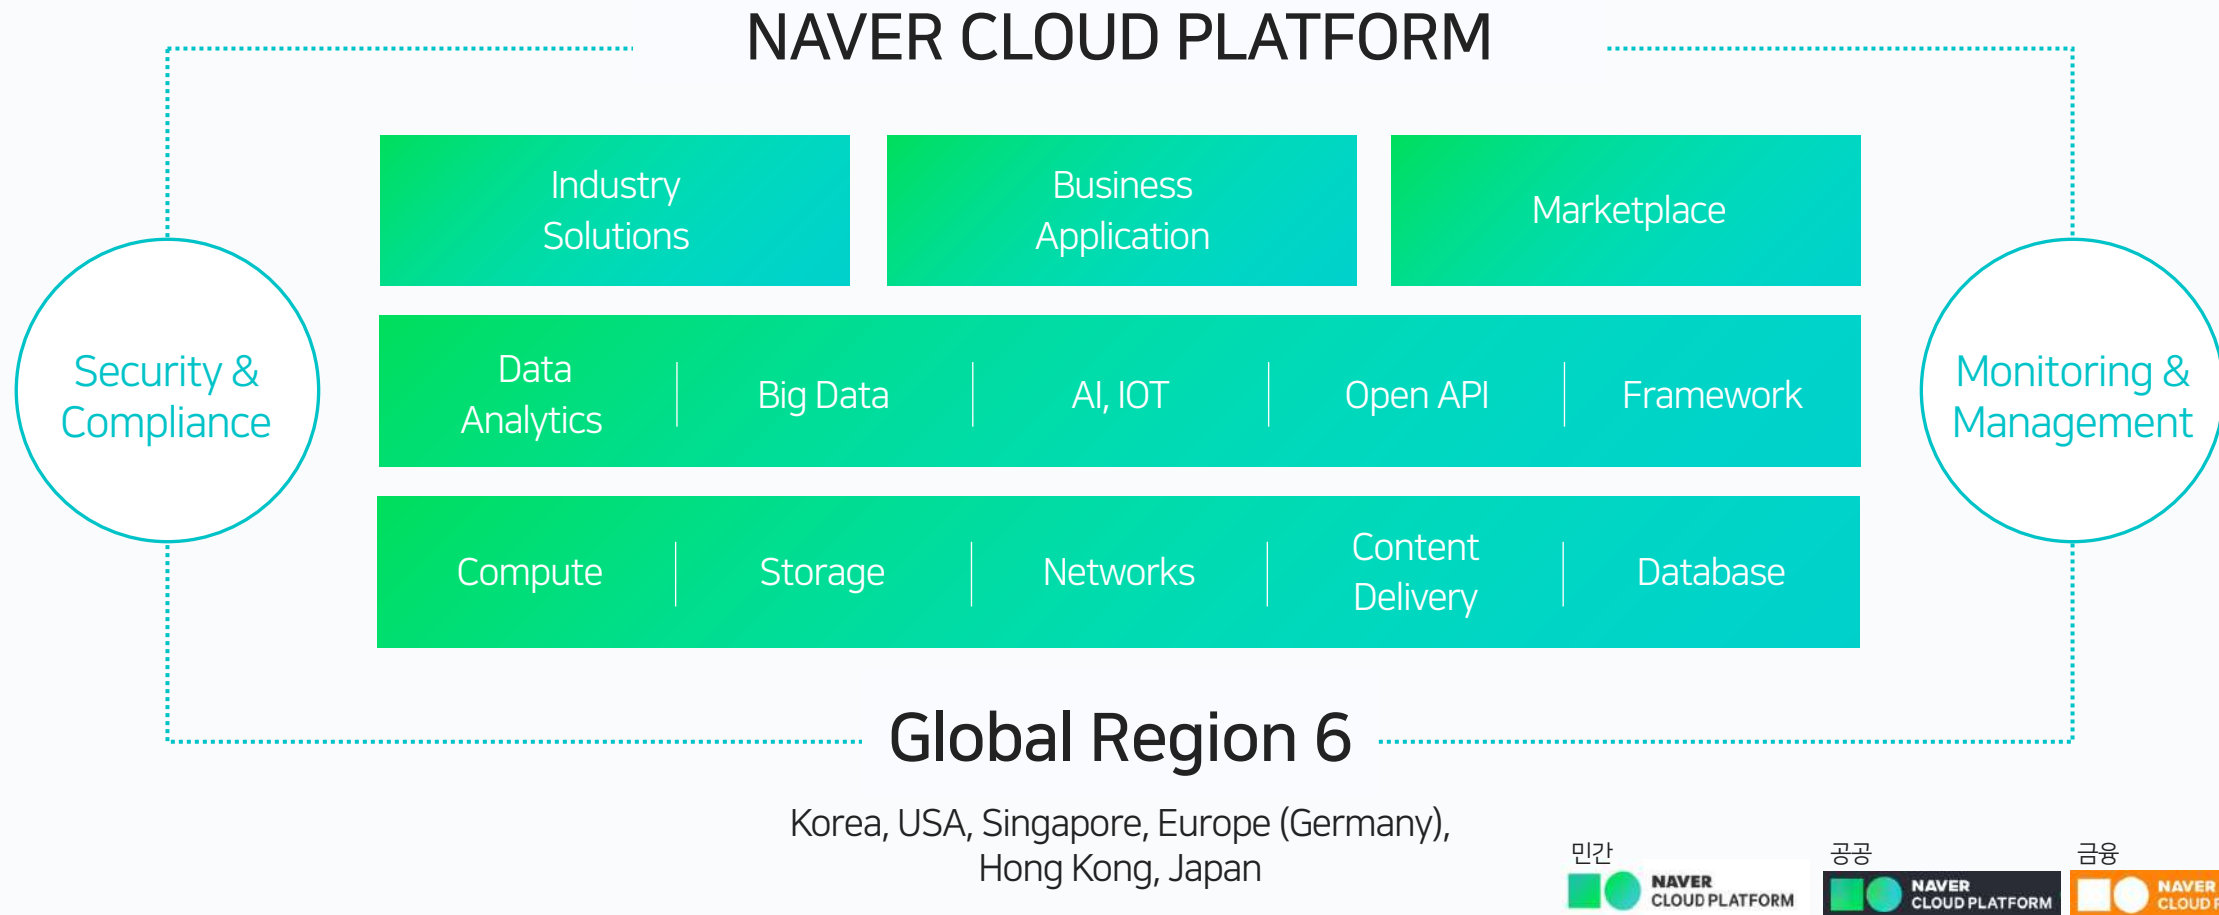 NAVER CLOUD PLATFORM
Industry
Solutions
Business
Application
Marketplace
Security &
Compliance
Data
Analytics
Big Data
AI, IOT
Open API
Framework
Monitoring &
Management
Compute
Storage
Networks
Content
Delivery
Database
Global Region 6
Korea, USA, Singapore, Europe (Germany),
Hong Kong, Japan
민간
NAVER
CLOUD PLATFORM
공공
NAVER
CLOUD PLATFORM
금융
NAVER
CLOUD